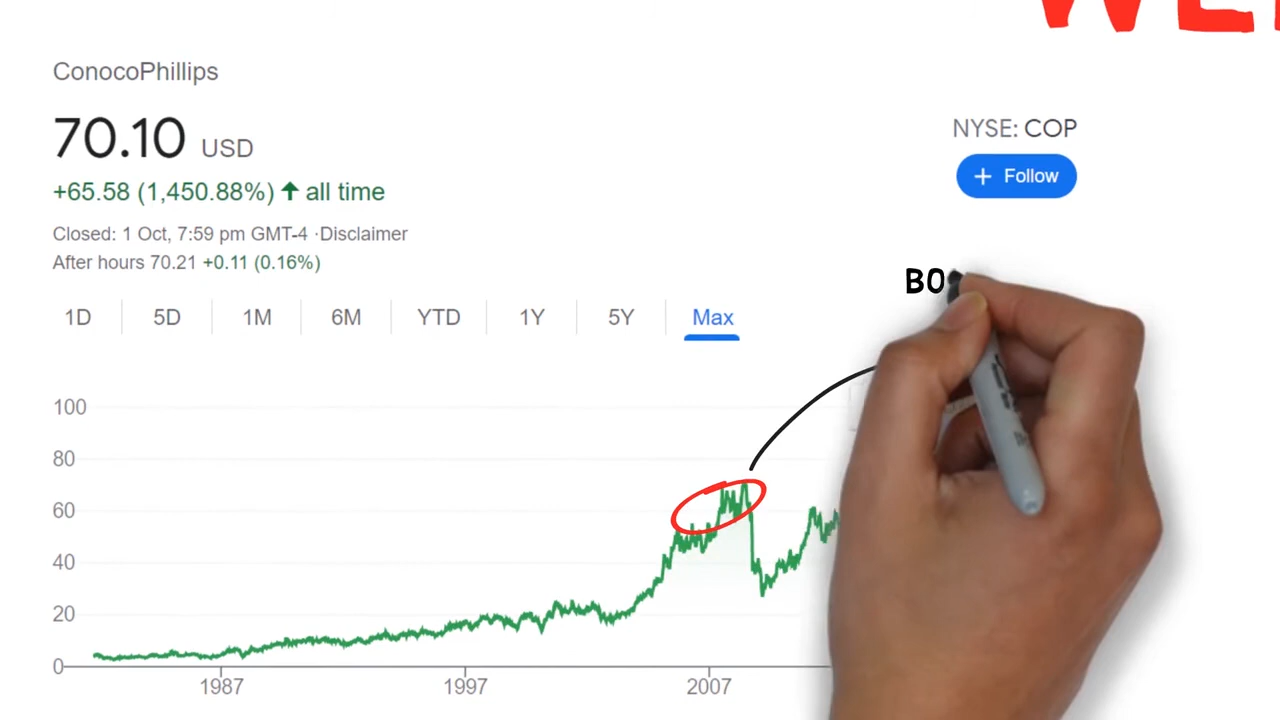 ConocoPhillips
70.10 USD
NYSE: COP
+ Follow
+65.58 (1,450.88%) ↑ all time
Closed: 1 Oct, 7:59 pm GMT-4 ·Disclaimer
After hours 70.21 +0.11 (0.16%)
BO
1D 5D 1M 6M YTD 1Y 5Y Max
100
80
60
40
20
0
1987 1997 2007